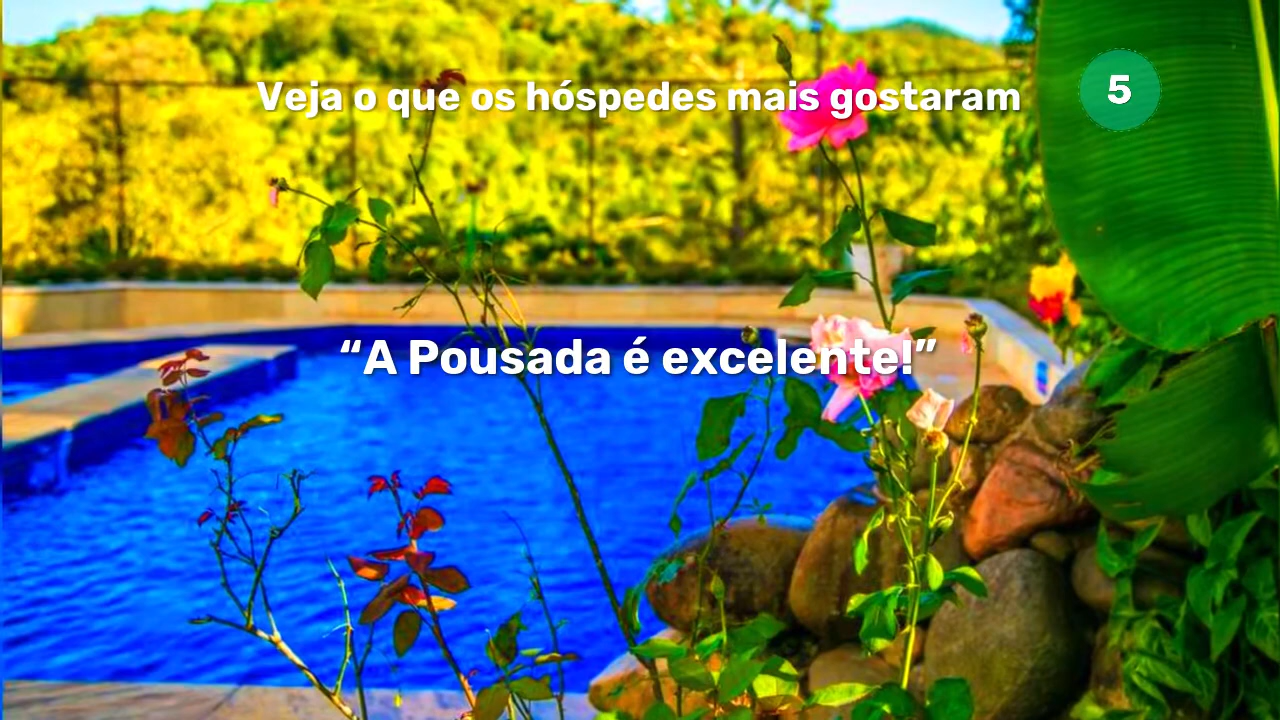 Veja o que os hóspedes mais gostaram
5
“A Pousada é excelente!”